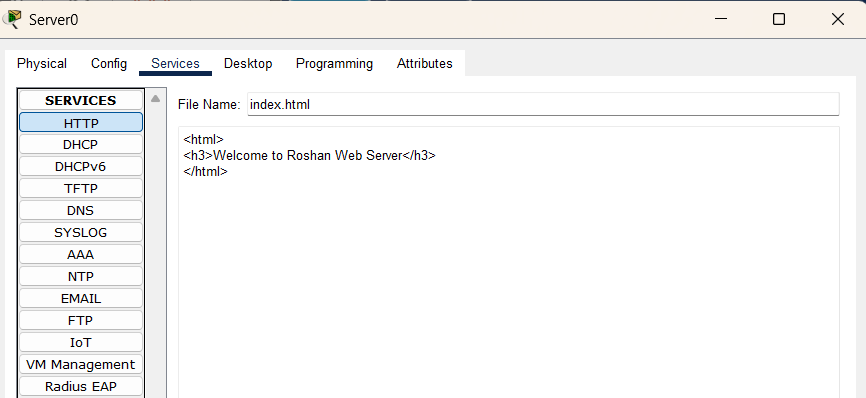 Server0
Physical Config Services Desktop Programming Attributes
SERVICES
HTTP
DHCP
DHCPv6
TFTP
DNS
SYSLOG
AAA
NTP
EMAIL
FTP
IoT
VM Management
Radius EAP
File Name: index.html
<html>
<h3>Welcome to Roshan Web Server</h3>
</html>